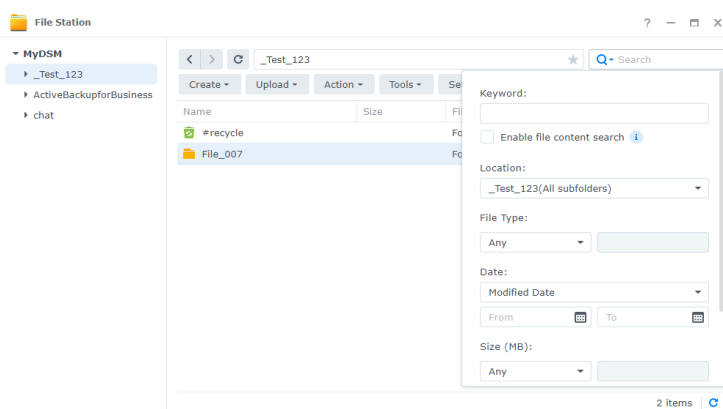 File Station
?
MyDSM
_Test_123
ActiveBackupforBusiness
chat
_Test_123
Search
Create Upload Action Tools
Name Size
#recycle
File_007
Keyword:
Enable file content search i
Location:
_Test_123(All subfolders)
File Type:
Any
Date:
Modified Date
From To
Size (MB):
Any
2 items